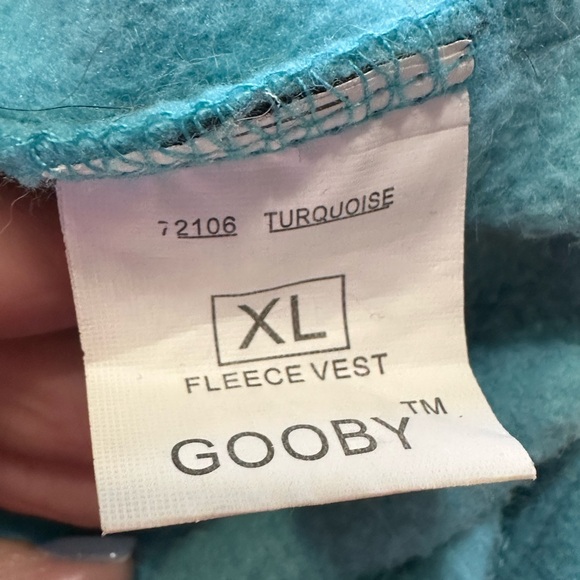 72106 TURQUOISE
XL
FLEECE VEST
GOOBY™